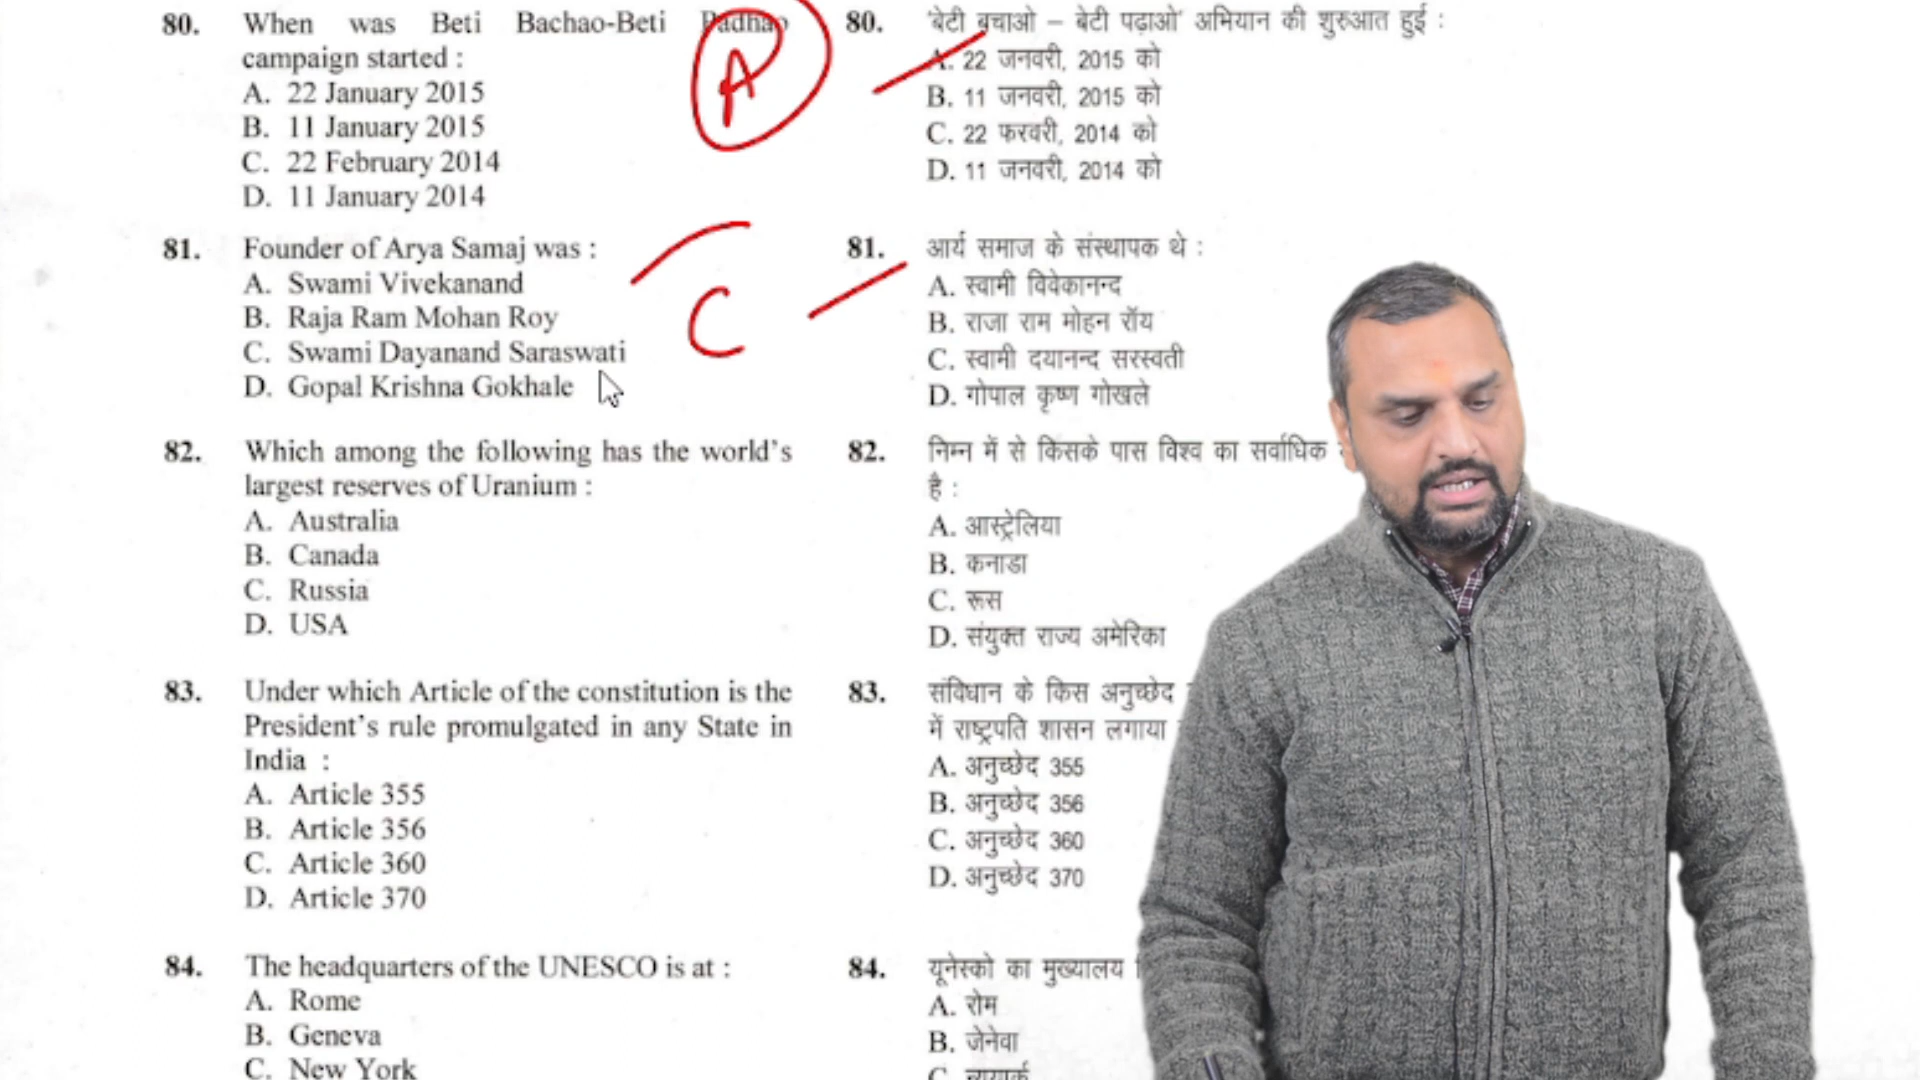 80. When was Beti Bachao-Beti Padhao
campaign started :
A. 22 January 2015
B. 11 January 2015
C. 22 February 2014
D. 11 January 2014
A
81. Founder of Arya Samaj was :
A. Swami Vivekanand
B. Raja Ram Mohan Roy
C. Swami Dayanand Saraswati
D. Gopal Krishna Gokhale
C
82. Which among the following has the world's
largest reserves of Uranium :
A. Australia
B. Canada
C. Russia
D. USA
83. Under which Article of the constitution is the
President's rule promulgated in any State in
India :
A. Article 355
B. Article 356
C. Article 360
D. Article 370
84. The headquarters of the UNESCO is at :
A. Rome
B. Geneva
C. New York
80. 'बेटी बचाओ – बेटी पढ़ाओ' अभियान की शुरुआत हुई :
A. 22 जनवरी, 2015 को
B. 11 जनवरी, 2015 को
C. 22 फरवरी, 2014 को
D. 11 जनवरी, 2014 को
81. आर्य समाज के संस्थापक थे :
A. स्वामी विवेकानन्द
B. राजा राम मोहन रॉय
C. स्वामी दयानन्द सरस्वती
D. गोपाल कृष्ण गोखले
82. निम्न में से किसके पास विश्व का सर्वाधिक
है :
A. आस्ट्रेलिया
B. कनाडा
C. रूस
D. संयुक्त राज्य अमेरिका
83. संविधान के किस अनुच्छेद
में राष्ट्रपति शासन लगाया
A. अनुच्छेद 355
B. अनुच्छेद 356
C. अनुच्छेद 360
D. अनुच्छेद 370
84. यूनेस्को का मुख्यालय
A. रोम
B. जेनेवा
C. न्यूयार्क